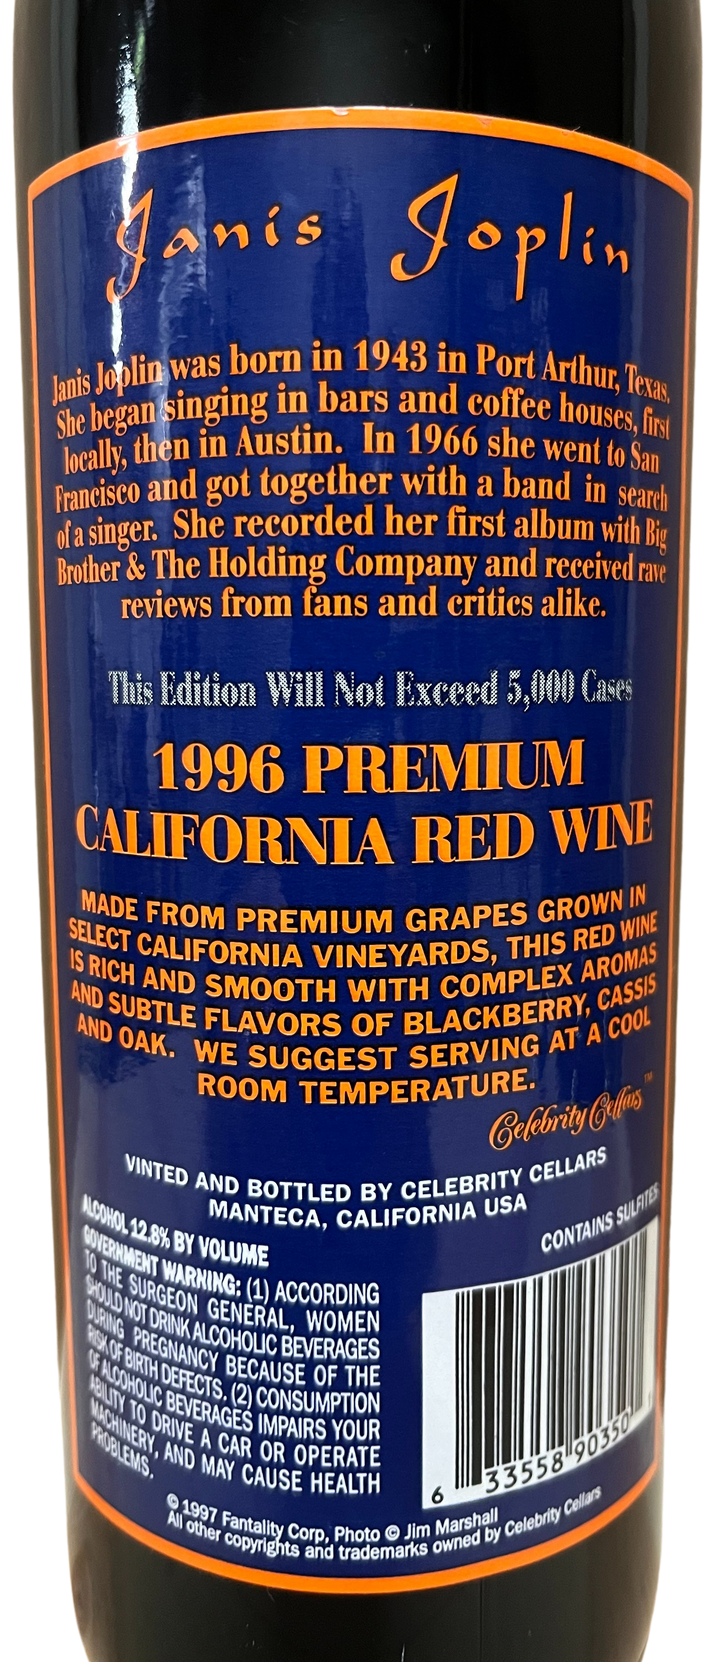 Janis Joplin
Janis Joplin was born in 1943 in Port Arthur, Texas.
She began singing in bars and coffee houses, first
locally, then in Austin. In 1966 she went to San
Francisco and got together with a band in search
of a singer. She recorded her first album with Big
Brother & The Holding Company and received rave
reviews from fans and critics alike.
This Edition Will Not Exceed 5,000 Cases
1996 PREMIUM
CALIFORNIA RED WINE
MADE FROM PREMIUM GRAPES GROWN IN
SELECT CALIFORNIA VINEYARDS, THIS RED WINE
IS RICH AND SMOOTH WITH COMPLEX AROMAS
AND SUBTLE FLAVORS OF BLACKBERRY, CASSIS
AND OAK. WE SUGGEST SERVING AT A COOL
ROOM TEMPERATURE.
Celebrity Cellars™
VINTED AND BOTTLED BY CELEBRITY CELLARS
MANTECA, CALIFORNIA USA
ALCOHOL 12.8% BY VOLUME
CONTAINS SULFITES
GOVERNMENT WARNING: (1) ACCORDING
TO THE SURGEON GENERAL, WOMEN
SHOULD NOT DRINK ALCOHOLIC BEVERAGES
DURING PREGNANCY BECAUSE OF THE
RISK OF BIRTH DEFECTS. (2) CONSUMPTION
OF ALCOHOLIC BEVERAGES IMPAIRS YOUR
ABILITY TO DRIVE A CAR OR OPERATE
MACHINERY, AND MAY CAUSE HEALTH
PROBLEMS.
6 33558 90350
© 1997 Fantality Corp, Photo © Jim Marshall
All other copyrights and trademarks owned by Celebrity Cellars